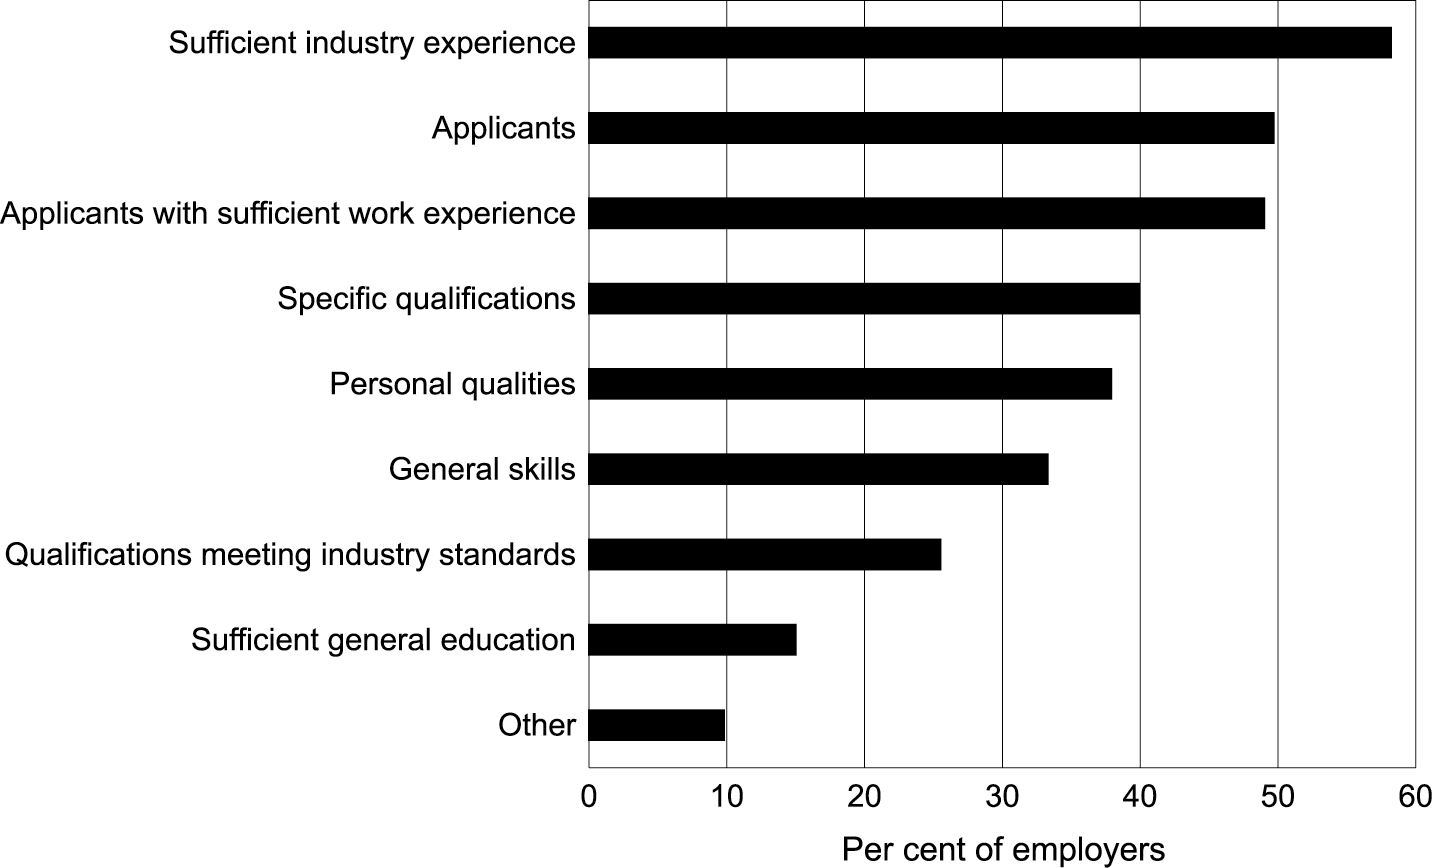 Sufficient industry experience
Applicants
Applicants with sufficient work experience
Specific qualifications
Personal qualities
General skills
Qualifications meeting industry standards
Sufficient general education
Other
0 10 20 30 40 50 60
Per cent of employers